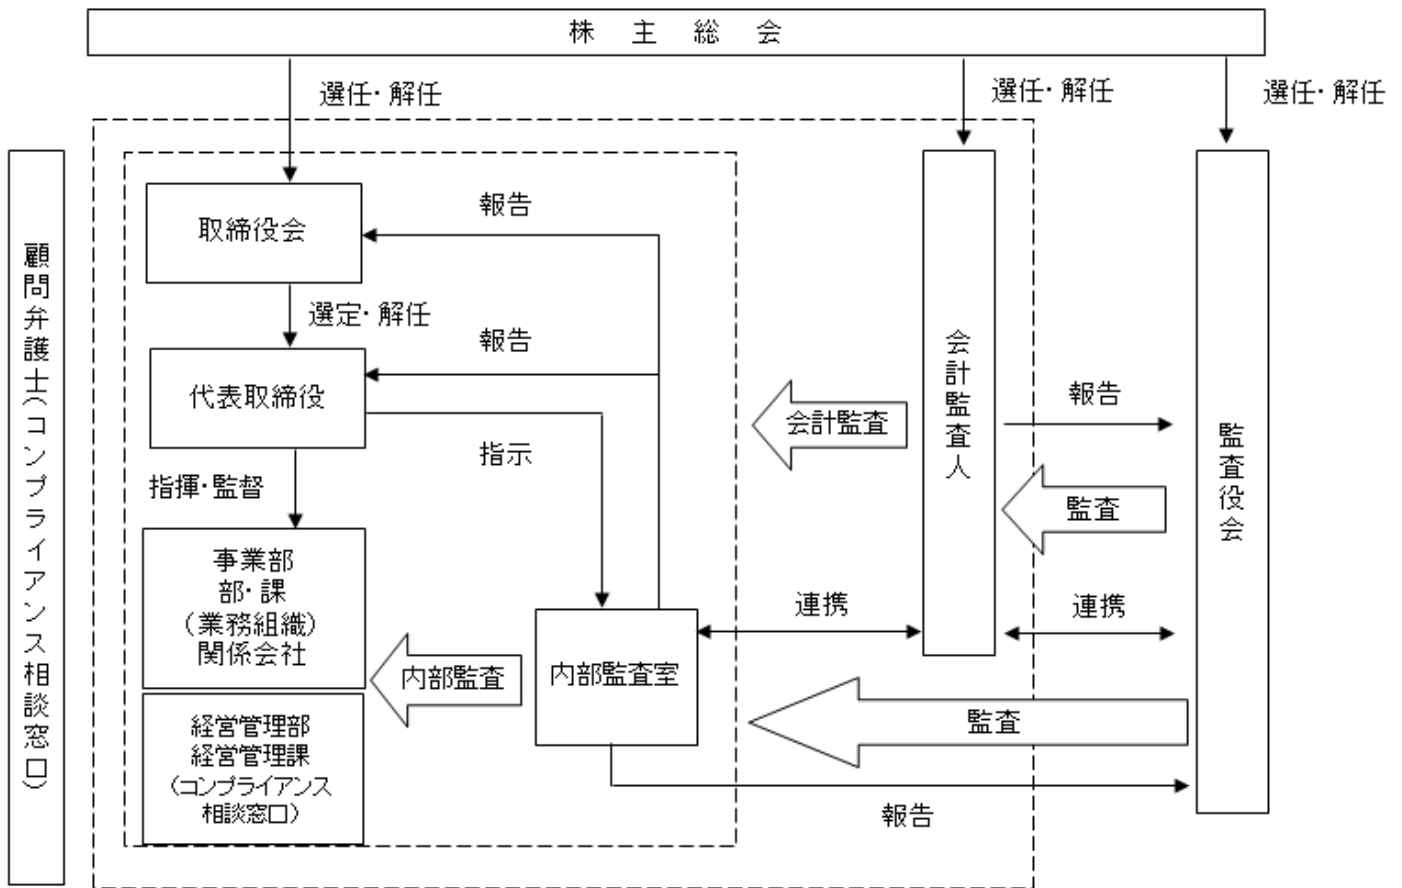 株主総会
選任・解任
選任・解任
選任・解任
顧問弁護士(コンプライアンス相談窓口)
取締役会
報告
選定・解任
報告
代表取締役
指示
指揮・監督
会計監査
会計監査人
報告
監査
監査役会
事業部
部・課
(業務組織)
関係会社
連携
連携
内部監査
内部監査室
監査
経営管理部
経営管理課
(コンプライアンス
相談窓口)
報告